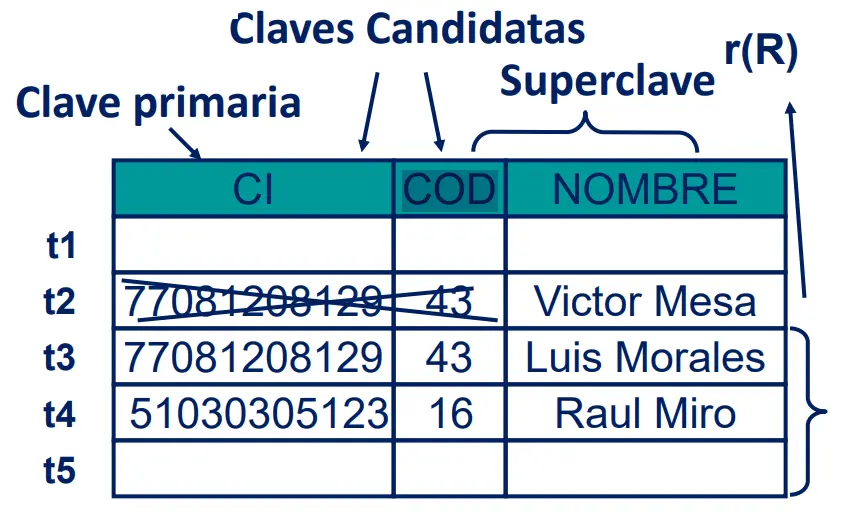 Claves Candidatas
r(R)
Superclave
Clave primaria
CI COD NOMBRE
t1
t2 77081208129 43 Victor Mesa
t3 77081208129 43 Luis Morales
t4 51030305123 16 Raul Miro
t5